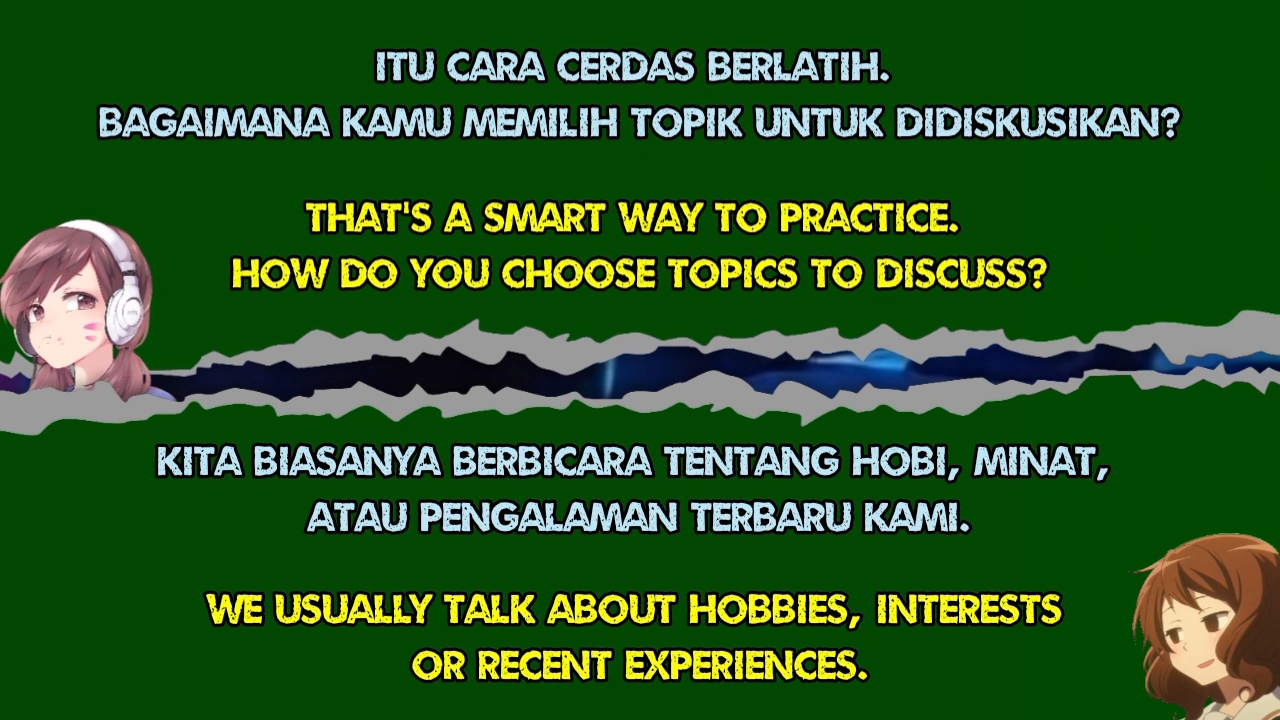 ITU CARA CERDAS BERLATIH.
BAGAIMANA KAMU MEMILIH TOPIK UNTUK DIDISKUSIKAN?
THAT'S A SMART WAY TO PRACTICE.
HOW DO YOU CHOOSE TOPICS TO DISCUSS?
KITA BIASANYA BERBICARA TENTANG HOBI, MINAT,
ATAU PENGALAMAN TERBARU KAMI.
WE USUALLY TALK ABOUT HOBBIES, INTERESTS
OR RECENT EXPERIENCES.